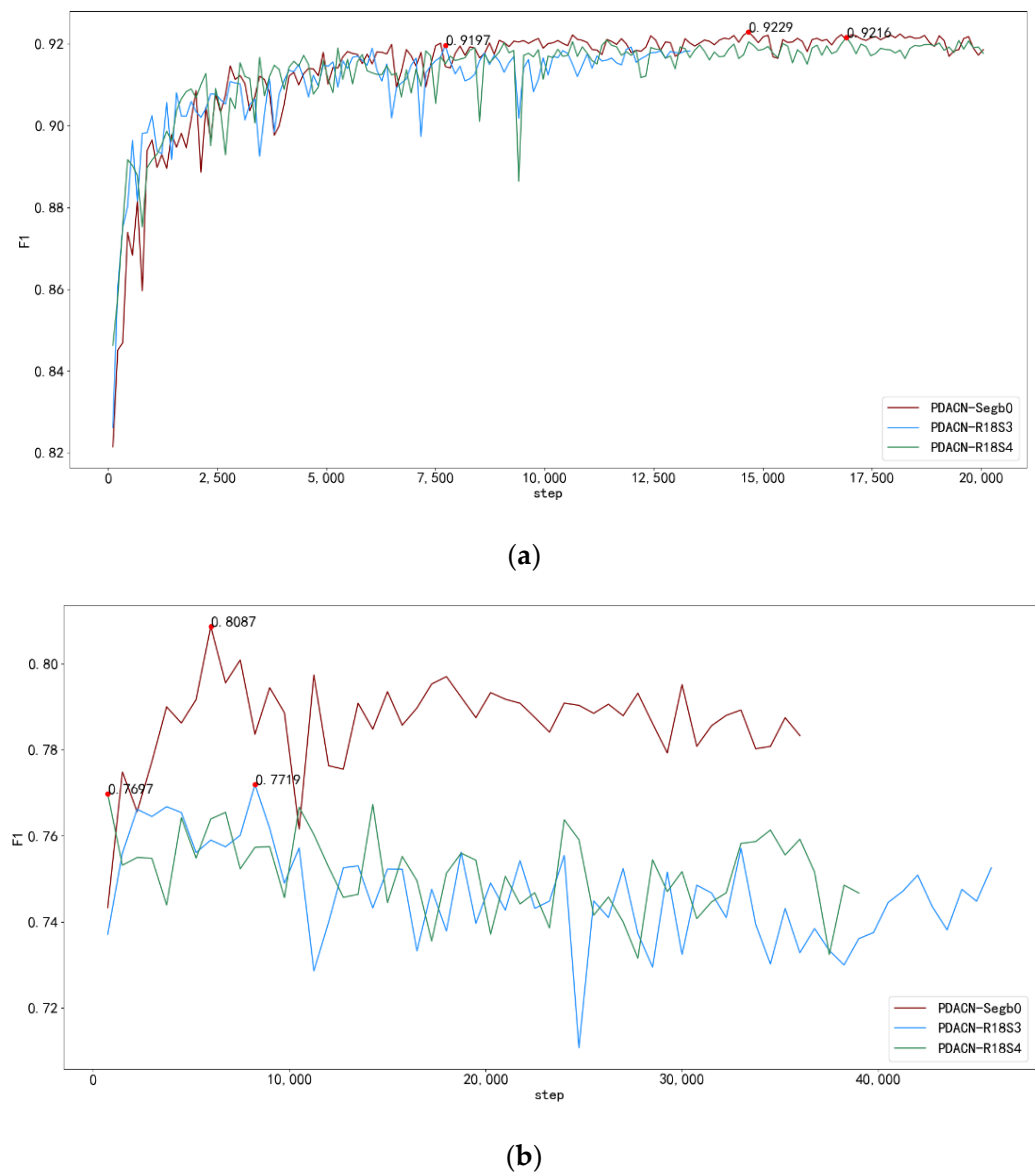 0.9229
0.9216
0.9197
0.92
0.90
0.88
0.86
0.84
0.82
F1
PDACN-Segb0
PDACN-R18S3
PDACN-R18S4
0 2,500 5,000 7,500 10,000 12,500 15,000 17,500 20,000
step
(a)
0.8087
0.80
0.78
0.7697
0.7719
0.76
F1
0.74
0.72
PDACN-Segb0
PDACN-R18S3
PDACN-R18S4
0 10,000 20,000 30,000 40,000
step
(b)